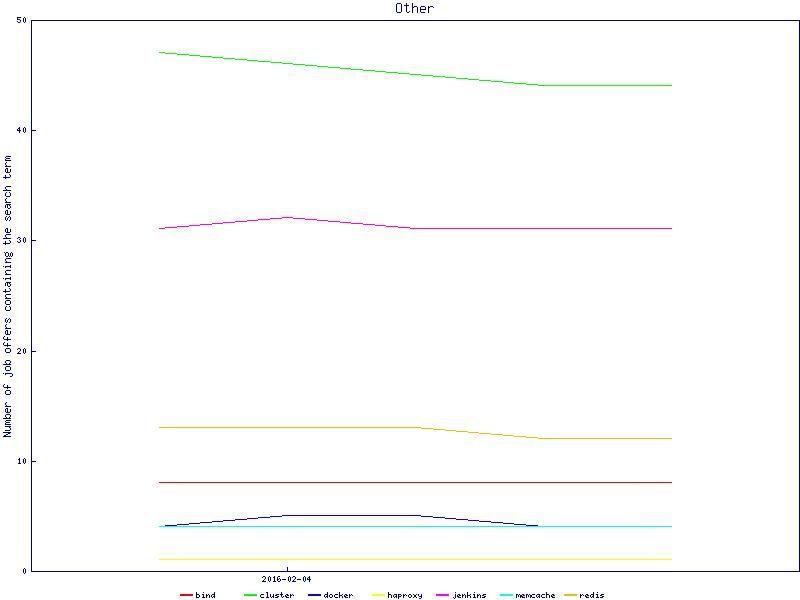 Other
Number of job offers containing the search term
50
40
30
20
10
0
2016-02-04
bind cluster docker haproxy jenkins memcache redis